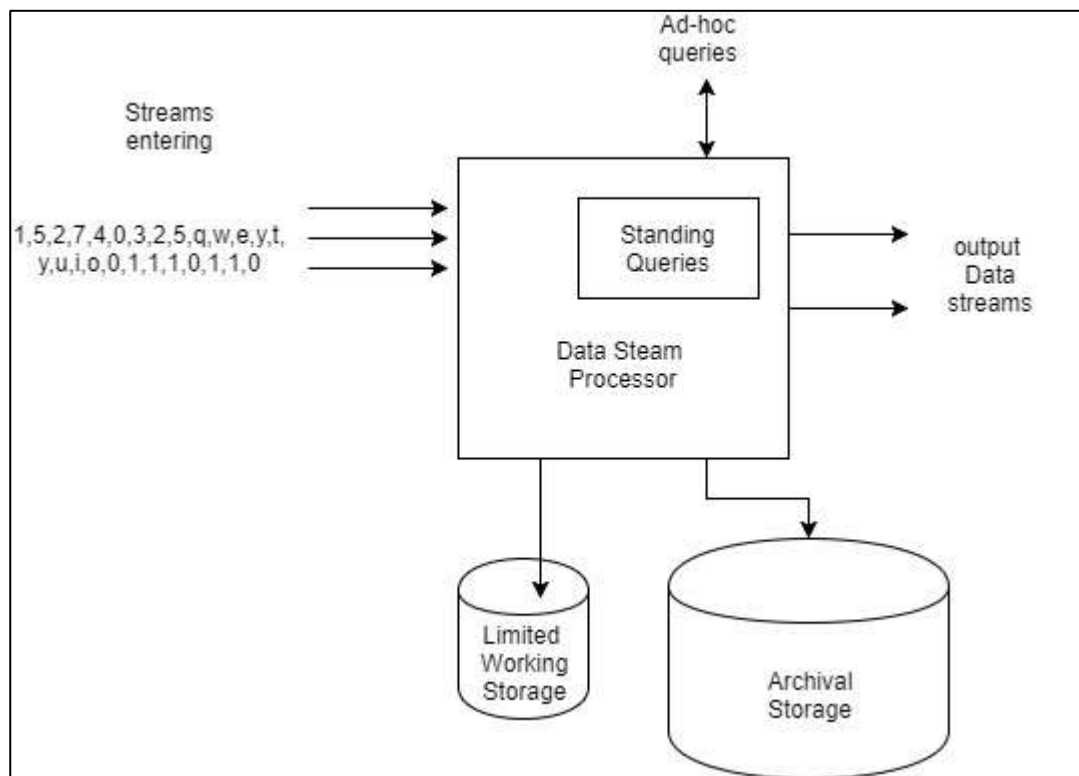 Ad-hoc
queries
Streams
entering
1,5,2,7,4,0,3,2,5,q,w,e,y,t,
y,u,i,o,0,1,1,1,0,1,1,0
Standing
Queries
Data Steam
Processor
output
Data
streams
Limited
Working
Storage
Archival
Storage